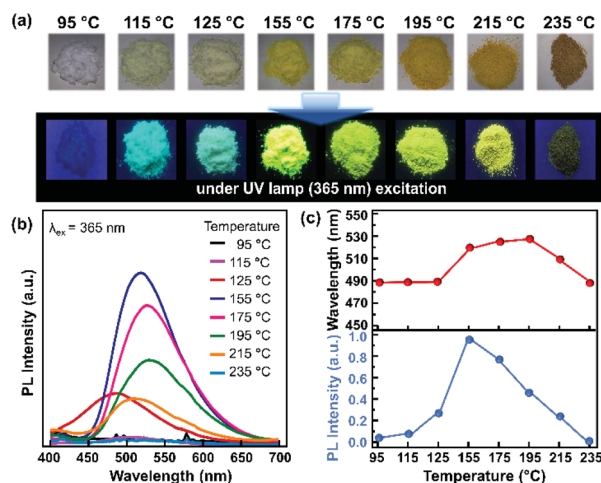 (a)
95 °C 115 °C 125 °C 155 °C 175 °C 195 °C 215 °C 235 °C
under UV lamp (365 nm) excitation
(b)
λex = 365 nm
Temperature
95 °C
115 °C
125 °C
155 °C
175 °C
195 °C
215 °C
235 °C
PL Intensity (a.u.)
400 450 500 550 600 650 700
Wavelength (nm)
(c)
Wavelength (nm)
550
530
510
490
470
450
PL Intensity (a.u.)
1.0
0.8
0.6
0.4
0.2
0.0
95 115 135 155 175 195 215 235
Temperature (°C)